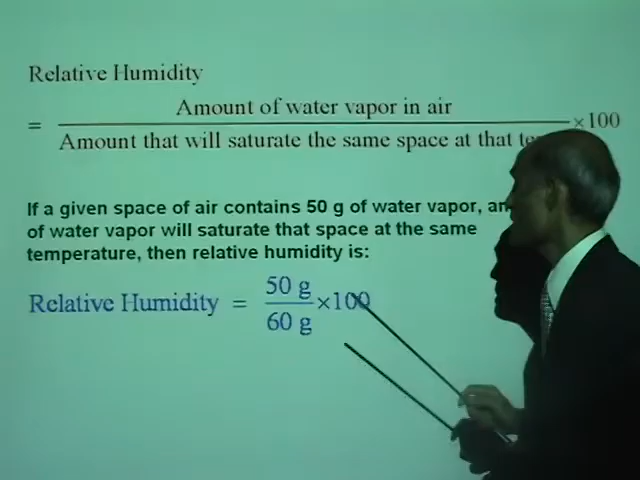 Relative Humidity
= Amount of water vapor in air
Amount that will saturate the same space at that ×100
If a given space of air contains 50 g of water vapor,
of water vapor will saturate that space at the same
temperature, then relative humidity is:
Relative Humidity = 50 g / 60 g ×100